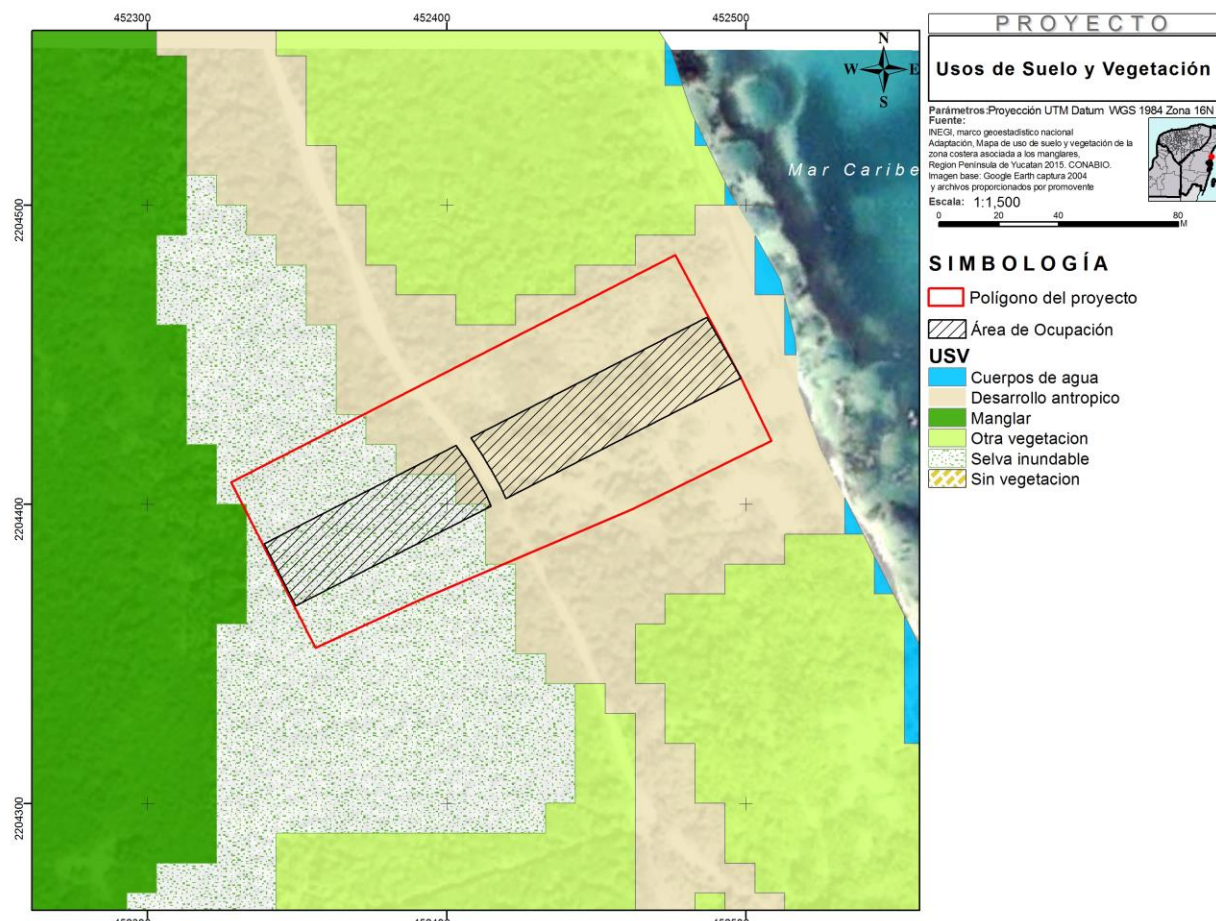 452300
452400
452500
2204500
2204400
2204300
N
W
E
S
Mar Caribe
PROYECTO
Usos de Suelo y Vegetación
Parámetros:Proyección UTM Datum WGS 1984 Zona 16N
Fuente:
INEGI, marco geoestadistico nacional
Adaptación, Mapa de uso de suelo y vegetación de la
zona costera asociada a los manglares,
Region Peninsula de Yucatan 2015. CONABIO.
Imagen base: Google Earth captura 2004
y archivos proporcionados por promovente
Escala: 1:1,500
0 20 40 80
M
SIMBOLOGÍA
Polígono del proyecto
Área de Ocupación
USV
Cuerpos de agua
Desarrollo antropico
Manglar
Otra vegetacion
Selva inundable
Sin vegetacion